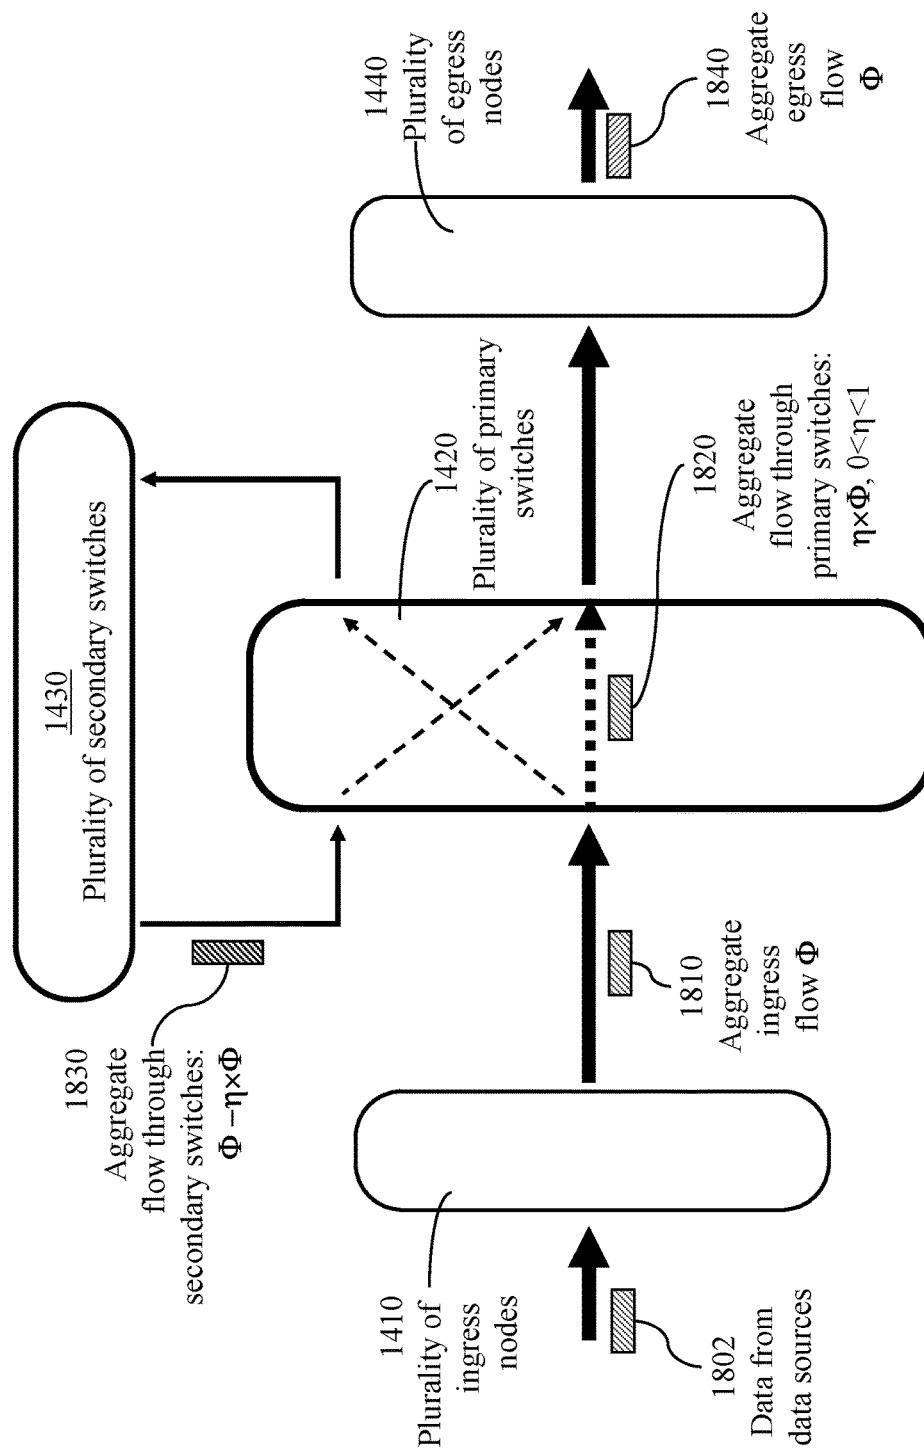 1430
Plurality of secondary switches
1830
Aggregate
flow through
secondary switches:
Φ –η×Φ
1410
Plurality of
ingress
nodes
1420
Plurality of primary
switches
1440
Plurality
of egress
nodes
1802
Data from
data sources
1810
Aggregate
ingress
flow Φ
1820
Aggregate
flow through
primary switches:
η×Φ, 0<η<1
1840
Aggregate
egress
flow
Φ